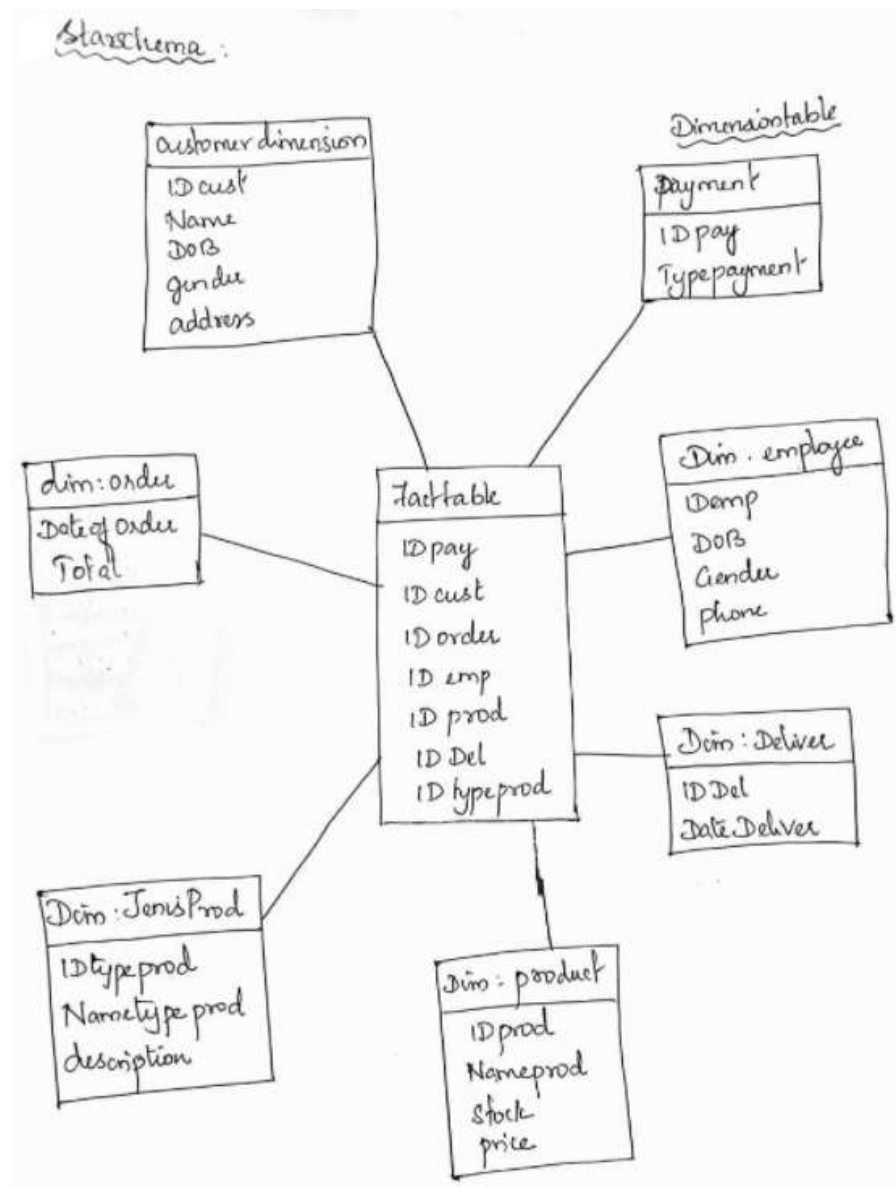 Starschema :
customer dimension
ID cust
Name
DOB
gender
address
Dimensiontable
payment
ID pay
Typepayment
dim: order
Date of Order
Total
facttable
ID pay
ID cust
ID order
ID emp
ID prod
ID Del
ID typeprod
Dim . employee
IDemp
DOB
Gender
phone
Dim : Deliver
ID Del
Date Deliver
Dim : JenisProd
IDtypeprod
Nametype prod
description
Dim : product
IDprod
Nameprod
stock
price